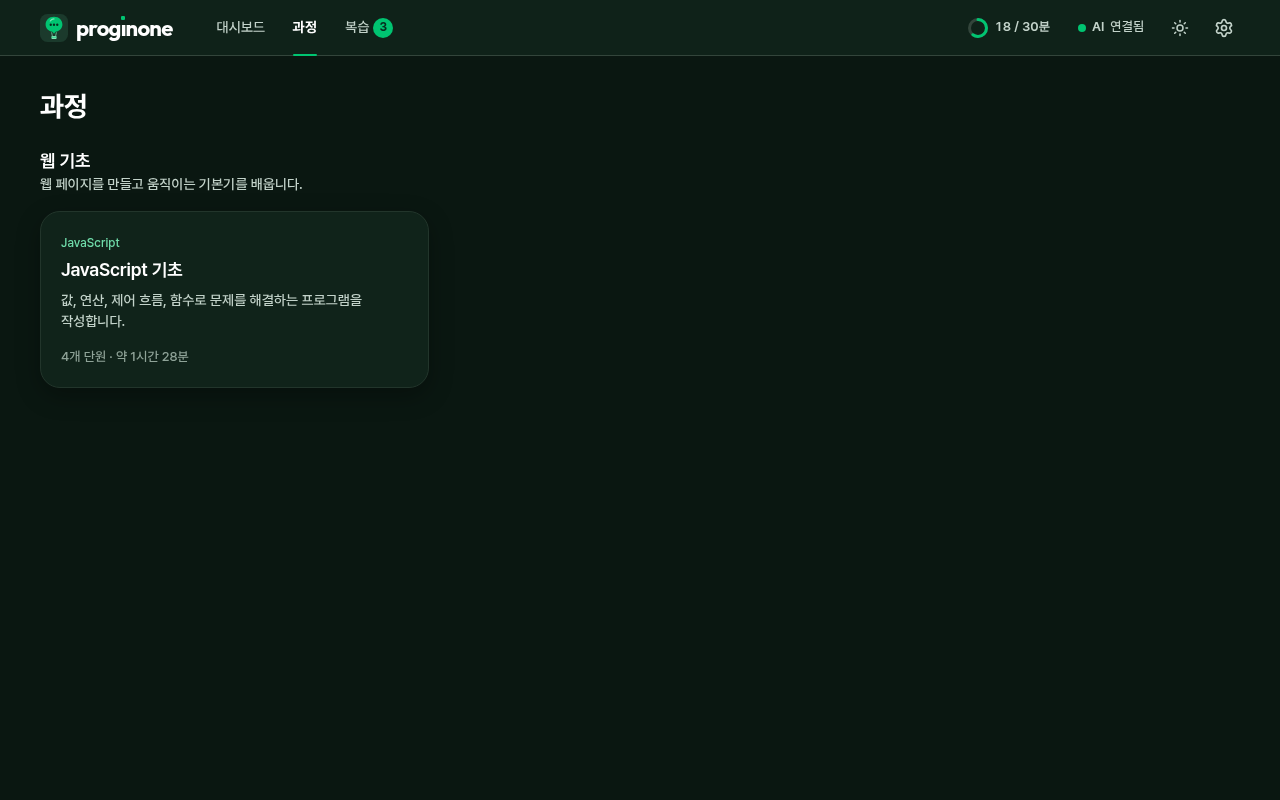 proginone
대시보드
과정
복습 3
18 / 30분
AI 연결됨
과정
웹 기초
웹 페이지를 만들고 움직이는 기본기를 배웁니다.
JavaScript
JavaScript 기초
값, 연산, 제어 흐름, 함수로 문제를 해결하는 프로그램을
작성합니다.
4개 단원 · 약 1시간 28분